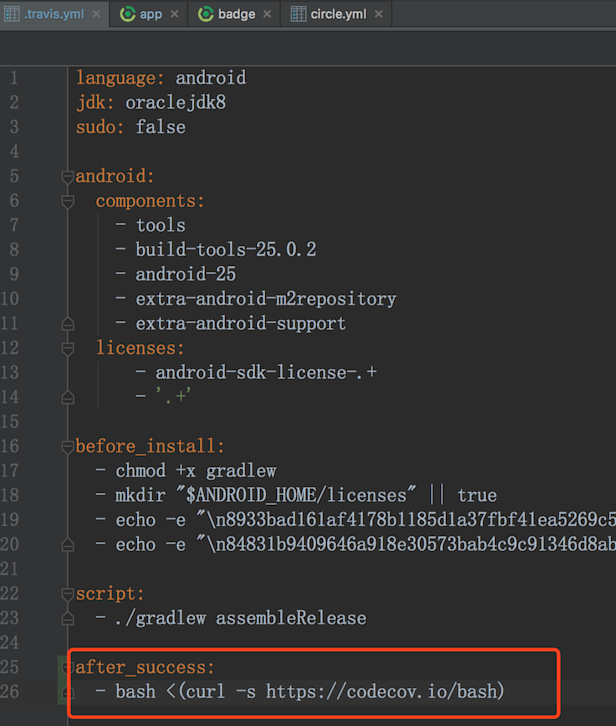 .travis.yml × app × badge × circle.yml ×
1 language: android
2 jdk: oraclejdk8
3 sudo: false
4
5 android:
6 components:
7 - tools
8 - build-tools-25.0.2
9 - android-25
10 - extra-android-m2repository
11 - extra-android-support
12 licenses:
13 - android-sdk-license-.+
14 - '.+'
15
16 before_install:
17 - chmod +x gradlew
18 - mkdir "$ANDROID_HOME/licenses" || true
19 - echo -e "\n8933bad161af4178b1185d1a37fbf41ea5269c5
20 - echo -e "\n84831b9409646a918e30573bab4c9c91346d8ab
21
22 script:
23 - ./gradlew assembleRelease
24
25 after_success:
26 - bash <(curl -s https://codecov.io/bash)